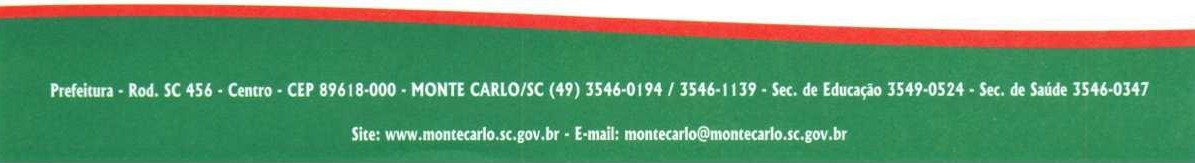 Prefeitura - Rod. SC 456 - Centro - CEP 89618-000 - MONTE CARLO/SC (49) 3546-0194 / 3546-1139 - Sec. de Educação 3549-0524 - Sec. de Saúde 3546-0347
Site: www.montecarlo.sc.gov.br - E-mail: montecarlo@montecarlo.sc.gov.br